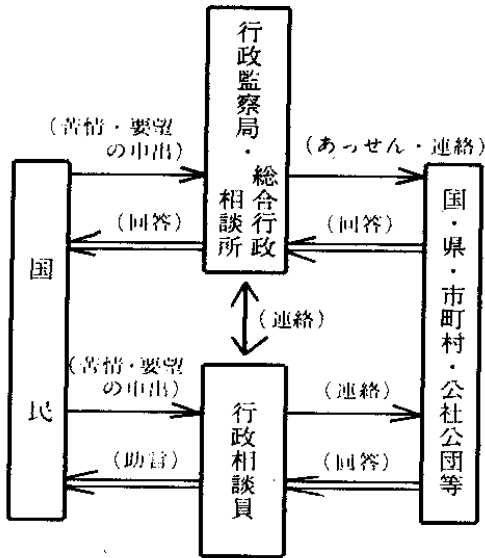 行政監察局・
総合行政
相談所
(苦情・要望
の申出)
(あっせん・連絡)
(回答)
(回答)
国民
国・県・市町村・公社公団等
(連絡)
(苦情・要望
の申出)
(連絡)
行政相談員
(助言)
(回答)